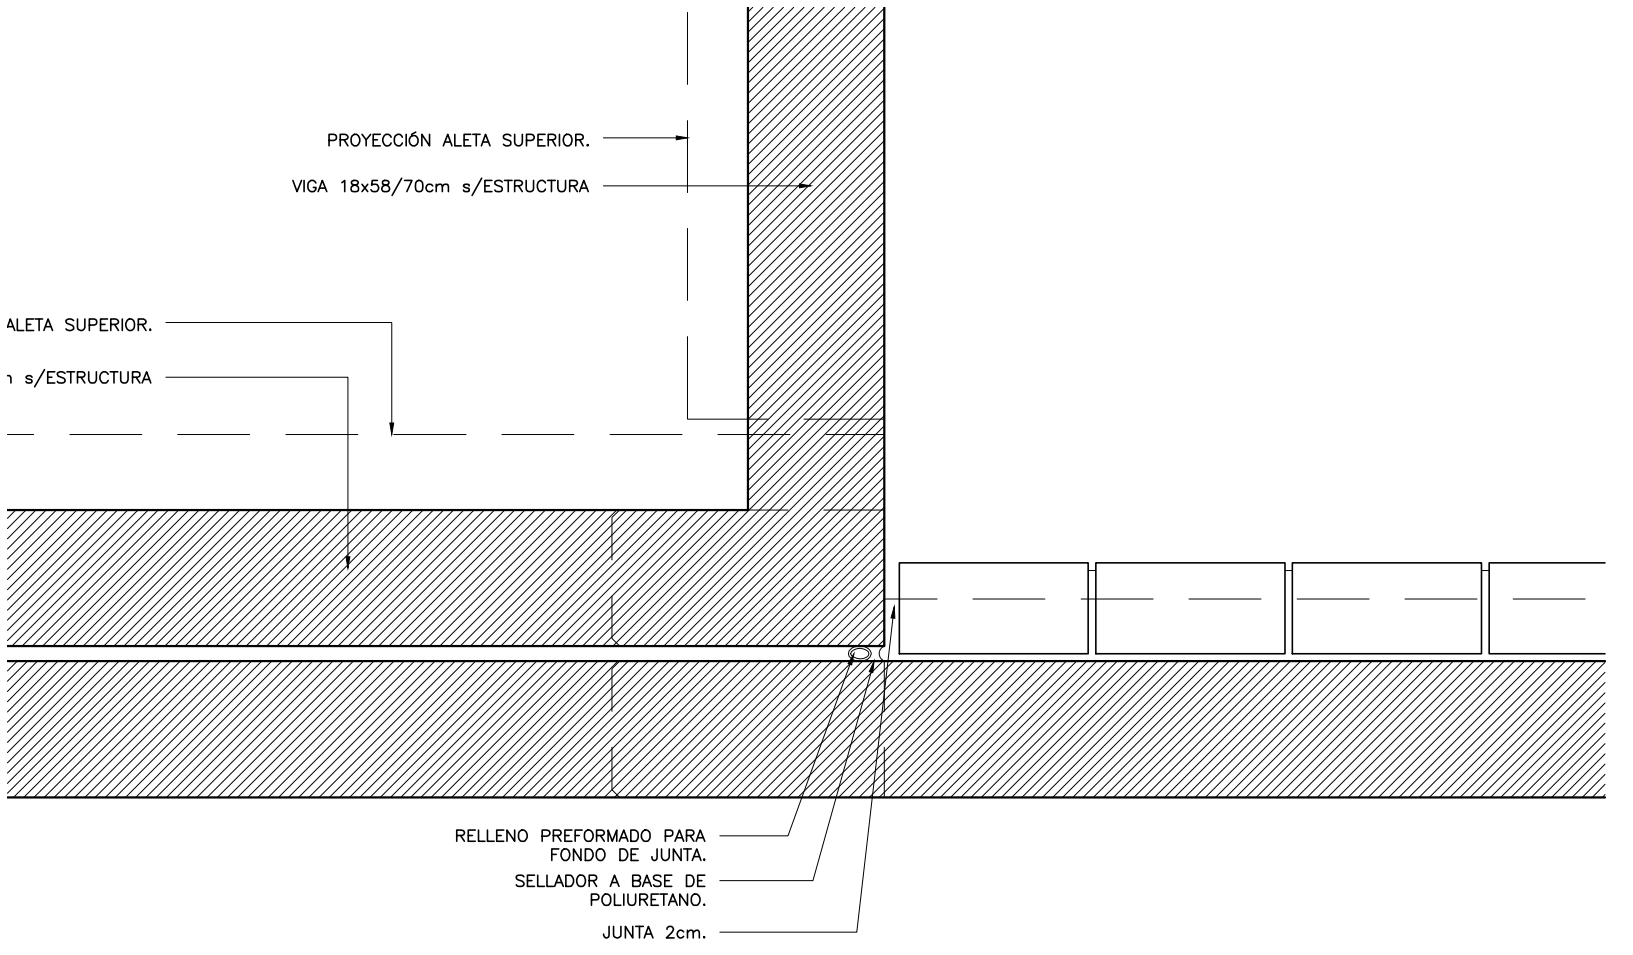 PROYECCIÓN ALETA SUPERIOR.
VIGA 18x58/70cm s/ESTRUCTURA
ALETA SUPERIOR.
s/ESTRUCTURA
RELLENO PREFORMADO PARA
FONDO DE JUNTA.
SELLADOR A BASE DE
POLIURETANO.
JUNTA 2cm.